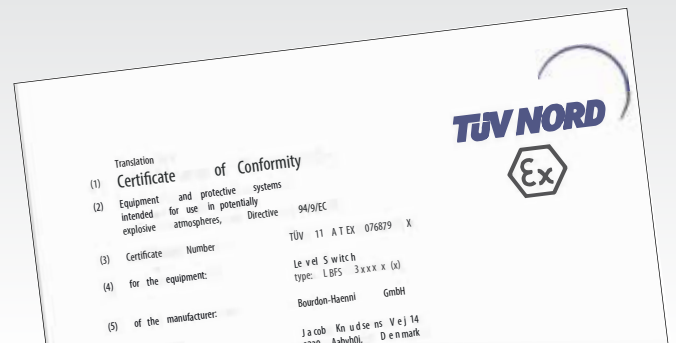 TÜV NORD
Ex
Translation
(1) Certificate of Conformity
(2) Equipment and protective systems
intended for use in potentially
explosive atmospheres, Directive 94/9/EC
(3) Certificate Number TÜV 11 ATEX 076879 X
(4) for the equipment: Level Switch
type: LBFS 3xxx x (x)
(5) of the manufacturer: Bourdon-Haenni GmbH
Jacob Knudsens Vej 14
Denmark